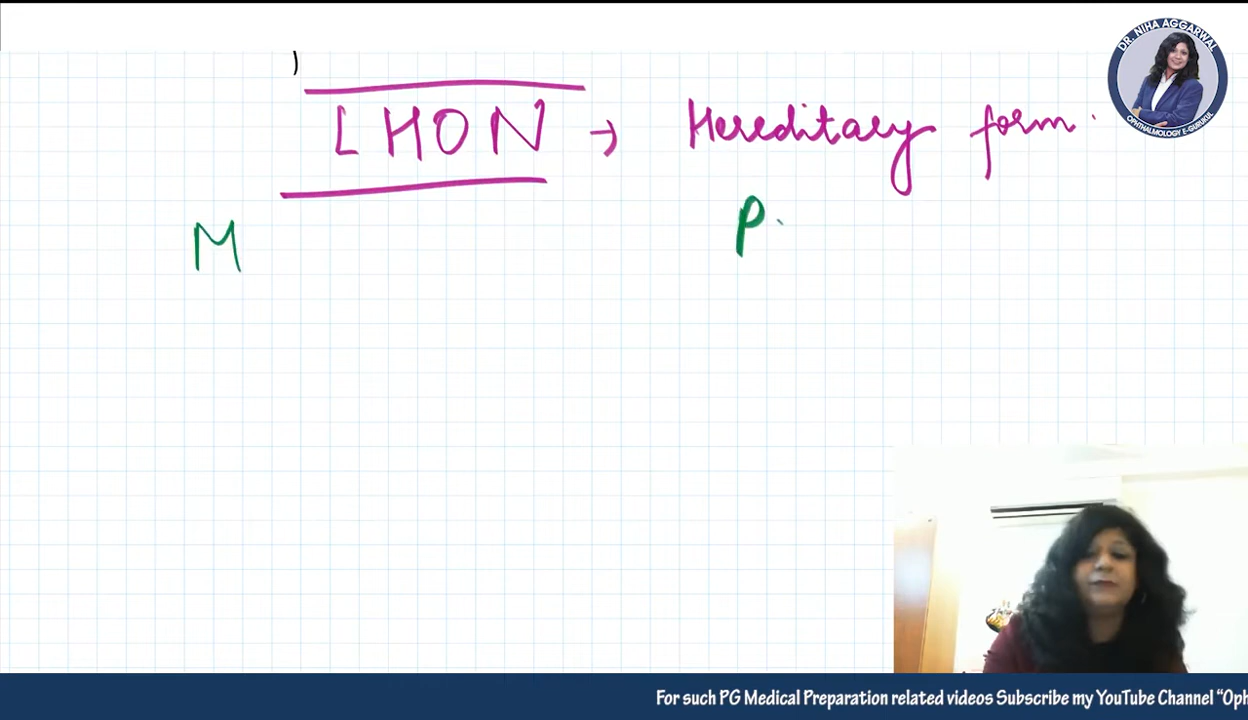 LHON → Hereditary form.
M P.
DR. NIHA AGGARWAL
OPHTHALMOLOGY E-GURUKUL
For such PG Medical Preparation related videos Subscribe my YouTube Channel “Oph